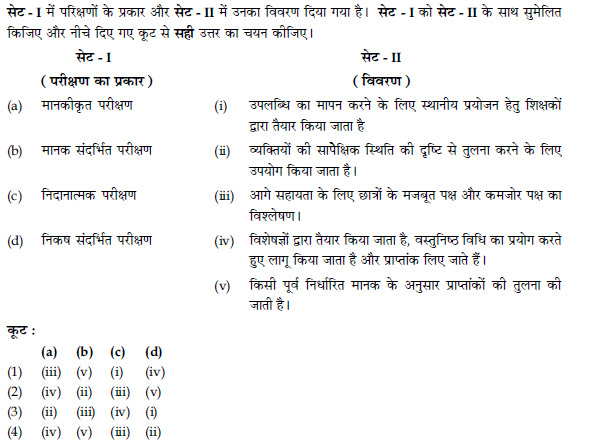 सेट - I में परिक्षणों के प्रकार और सेट - II में उनका विवरण दिया गया है। सेट - I को सेट - II के साथ सुमेलित
किजिए और नीचे दिए गए कूट से सही उत्तर का चयन कीजिए।
सेट - I सेट - II
( परीक्षण का प्रकार ) ( विवरण )
(a) मानकीकृत परीक्षण (i) उपलब्धि का मापन करने के लिए स्थानीय प्रयोजन हेतु शिक्षकों
द्वारा तैयार किया जाता है
(b) मानक संदर्भित परीक्षण (ii) व्यक्तियों की सापेक्षिक स्थिति की दृष्टि से तुलना करने के लिए
उपयोग किया जाता है।
(c) निदानात्मक परीक्षण (iii) आगे सहायता के लिए छात्रों के मजबूत पक्ष और कमजोर पक्ष का
विश्लेषण।
(d) निकष संदर्भित परीक्षण (iv) विशेषज्ञों द्वारा तैयार किया जाता है, वस्तुनिष्ठ विधि का प्रयोग करते
हुए लागू किया जाता है और प्राप्तांक लिए जाते हैं।
(v) किसी पूर्व निर्धारित मानक के अनुसार प्राप्तांकों की तुलना की
जाती है।
कूट :
(a) (b) (c) (d)
(1) (iii) (v) (i) (iv)
(2) (iv) (ii) (iii) (v)
(3) (ii) (iii) (iv) (i)
(4) (iv) (v) (iii) (ii)